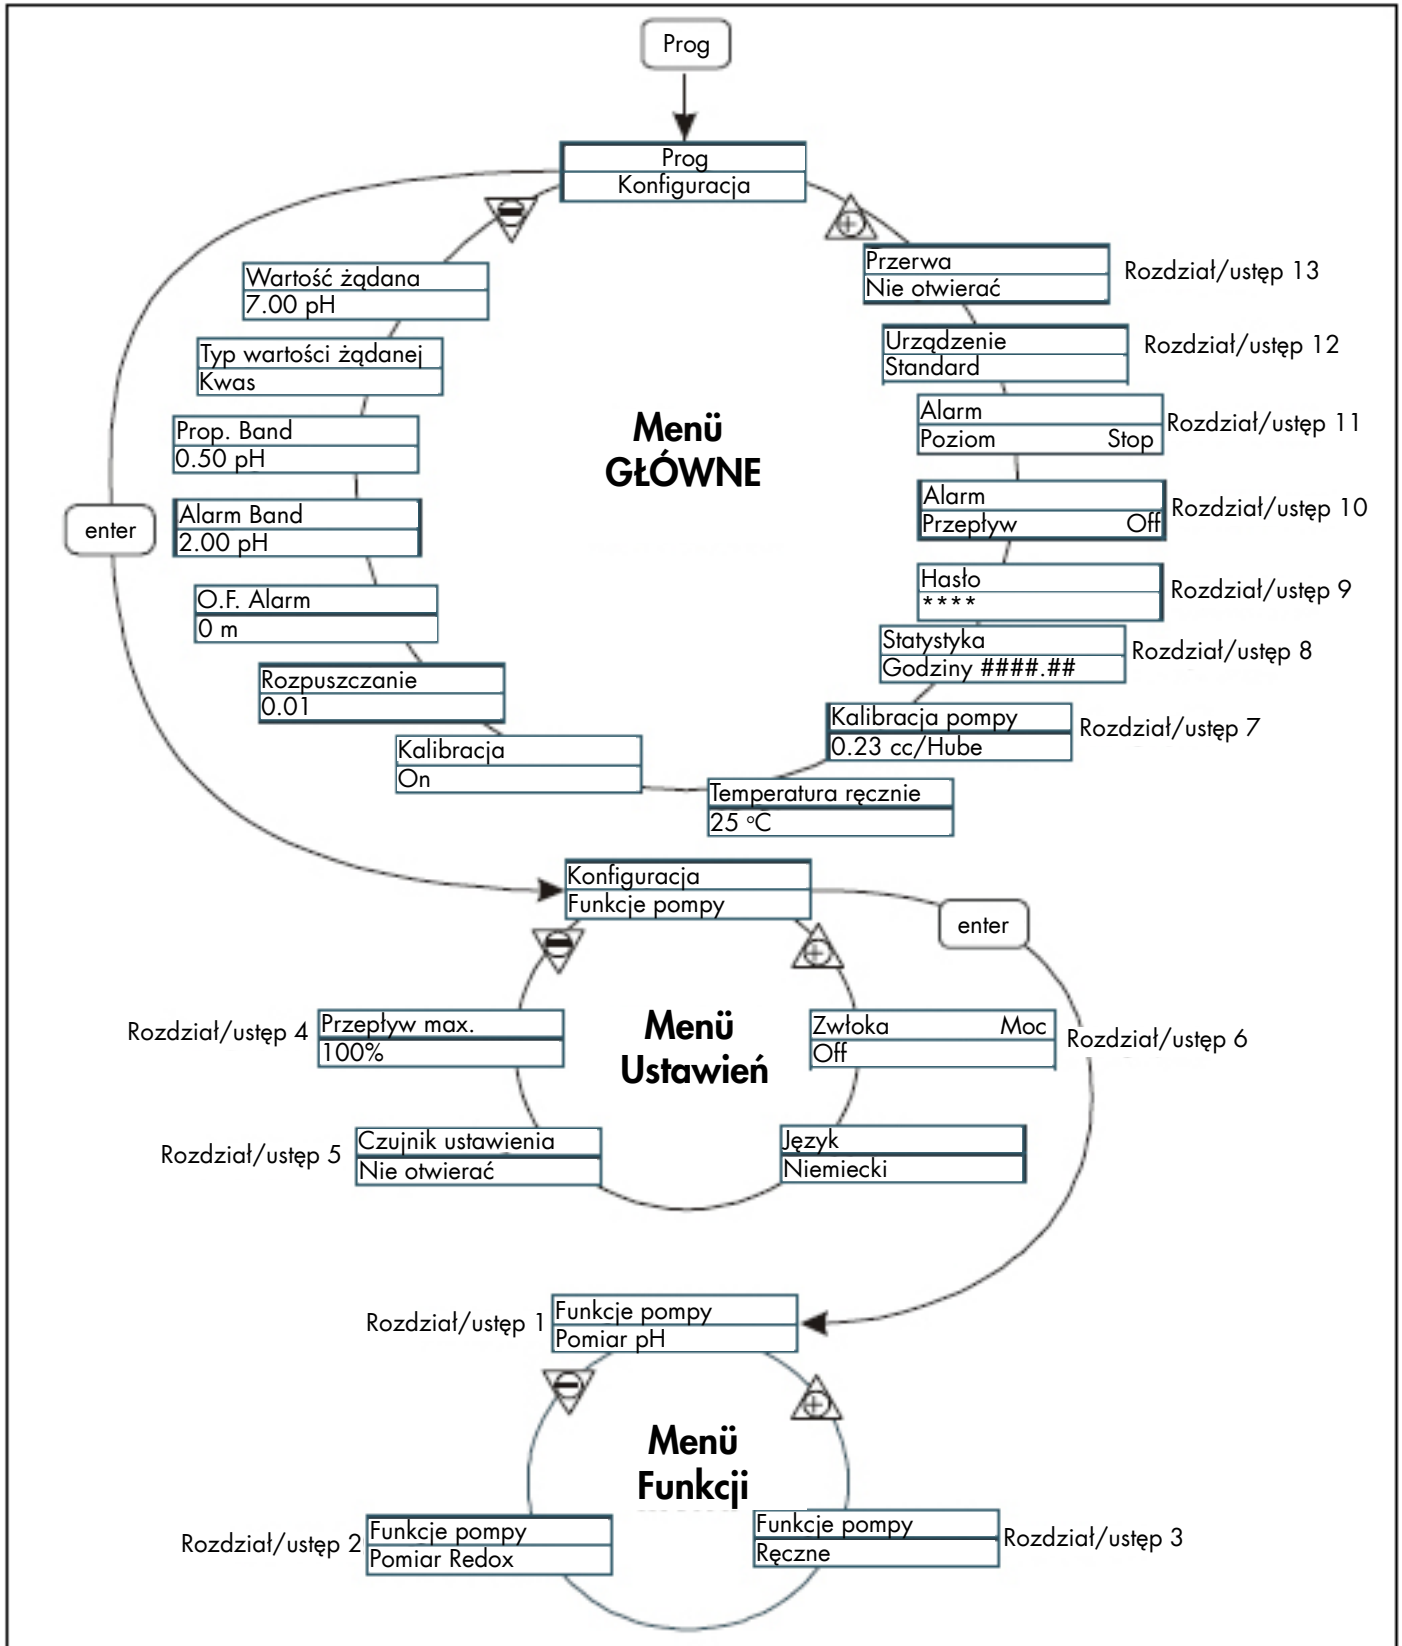 Prog
Prog
Konfiguracja
Przerwa
Nie otwierać
Rozdział/ustęp 13
Wartość żądana
7.00 pH
Urządzenie
Standard
Rozdział/ustęp 12
Typ wartości żądanej
Kwas
Alarm
Poziom Stop
Rozdział/ustęp 11
Prop. Band
0.50 pH
Menü
GŁÓWNE
Alarm
Przepływ Off
Rozdział/ustęp 10
enter
Alarm Band
2.00 pH
Hasło
****
Rozdział/ustęp 9
O.F. Alarm
0 m
Statystyka
Godziny ####.##
Rozdział/ustęp 8
Rozpuszczanie
0.01
Kalibracja pompy
0.23 cc/Hube
Rozdział/ustęp 7
Kalibracja
On
Temperatura ręcznie
25 °C
Konfiguracja
Funkcje pompy
enter
Rozdział/ustęp 4
Przepływ max.
100%
Menü
Ustawień
Zwłoka Moc
Off
Rozdział/ustęp 6
Rozdział/ustęp 5
Czujnik ustawienia
Nie otwierać
Język
Niemiecki
Rozdział/ustęp 1
Funkcje pompy
Pomiar pH
Menü
Funkcji
Rozdział/ustęp 2
Funkcje pompy
Pomiar Redox
Funkcje pompy
Ręczne
Rozdział/ustęp 3